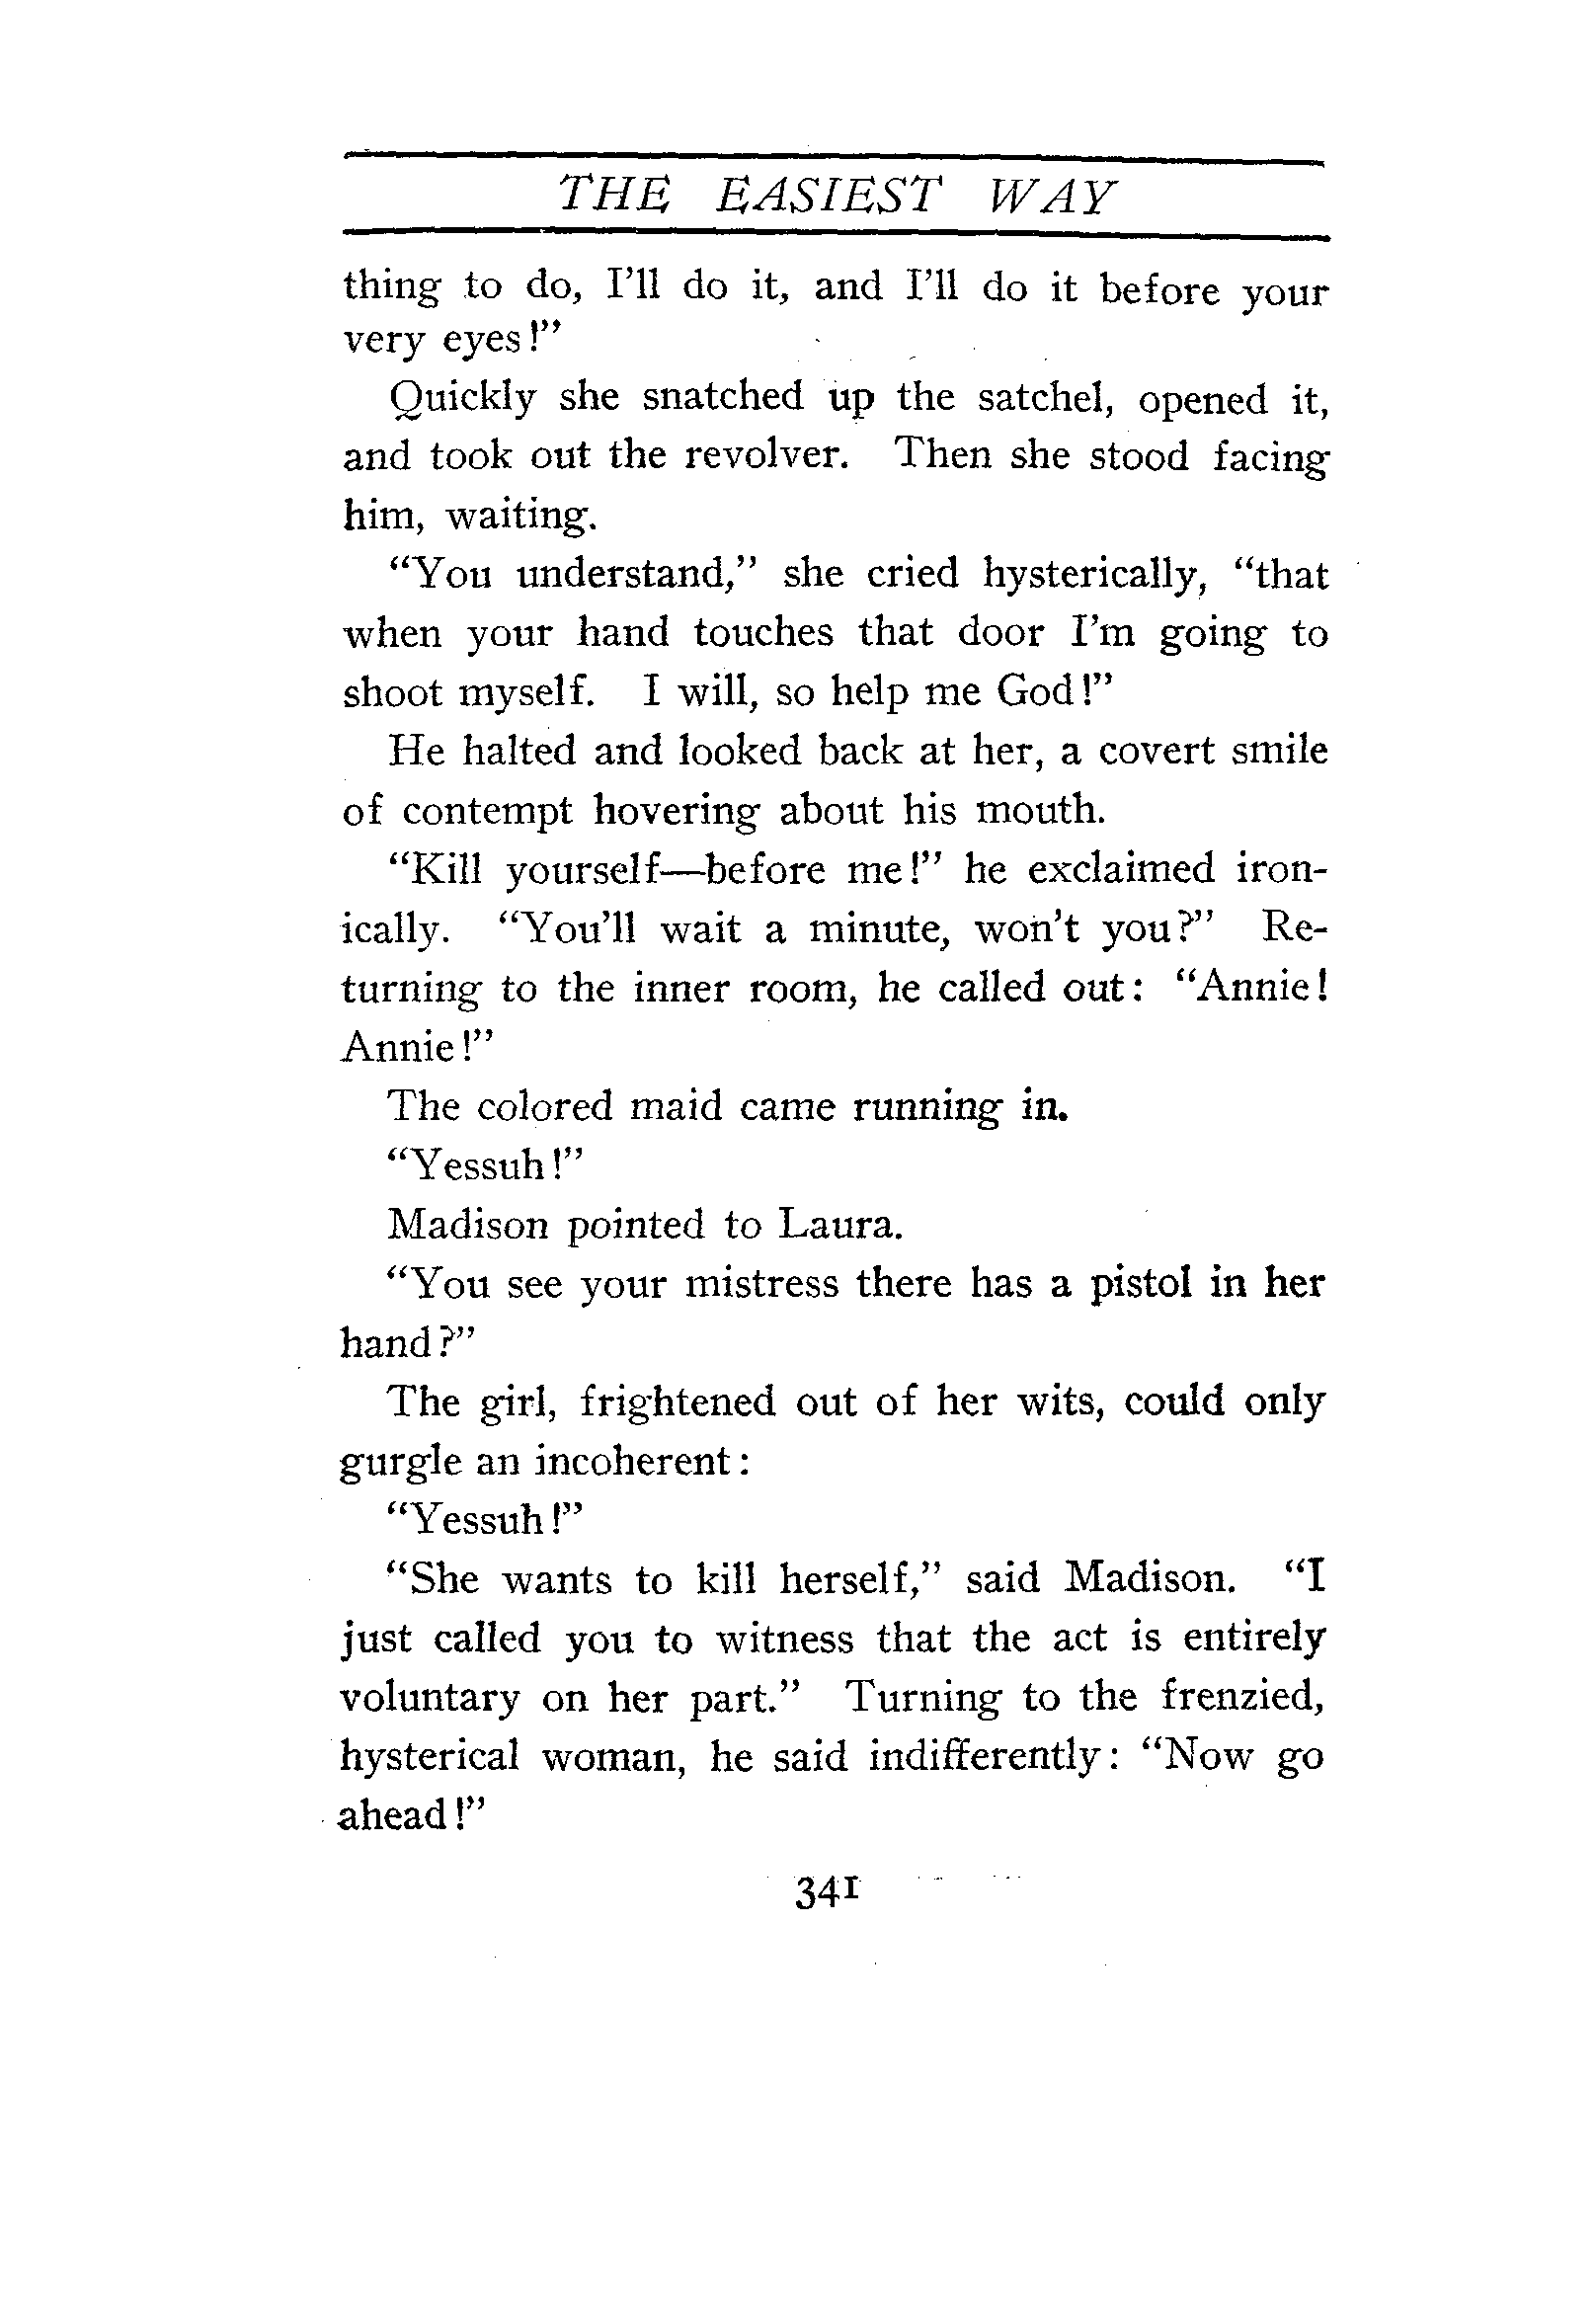 THE EASIEST WAY
thing to do, I'll do it, and I'll do it before your
very eyes!”
Quickly she snatched up the satchel, opened it,
and took out the revolver. Then she stood facing
him, waiting.
“You understand,” she cried hysterically, “that
when your hand touches that door I'm going to
shoot myself. I will, so help me God!”
He halted and looked back at her, a covert smile
of contempt hovering about his mouth.
“Kill yourself—before me!” he exclaimed iron-
ically. “You'll wait a minute, won't you?” Re-
turning to the inner room, he called out: “Annie!
Annie!”
The colored maid came running in.
“Yessuh!”
Madison pointed to Laura.
“You see your mistress there has a pistol in her
hand?”
The girl, frightened out of her wits, could only
gurgle an incoherent:
“Yessuh!”
“She wants to kill herself,” said Madison. “I
just called you to witness that the act is entirely
voluntary on her part.” Turning to the frenzied,
hysterical woman, he said indifferently: “Now go
ahead!”
341